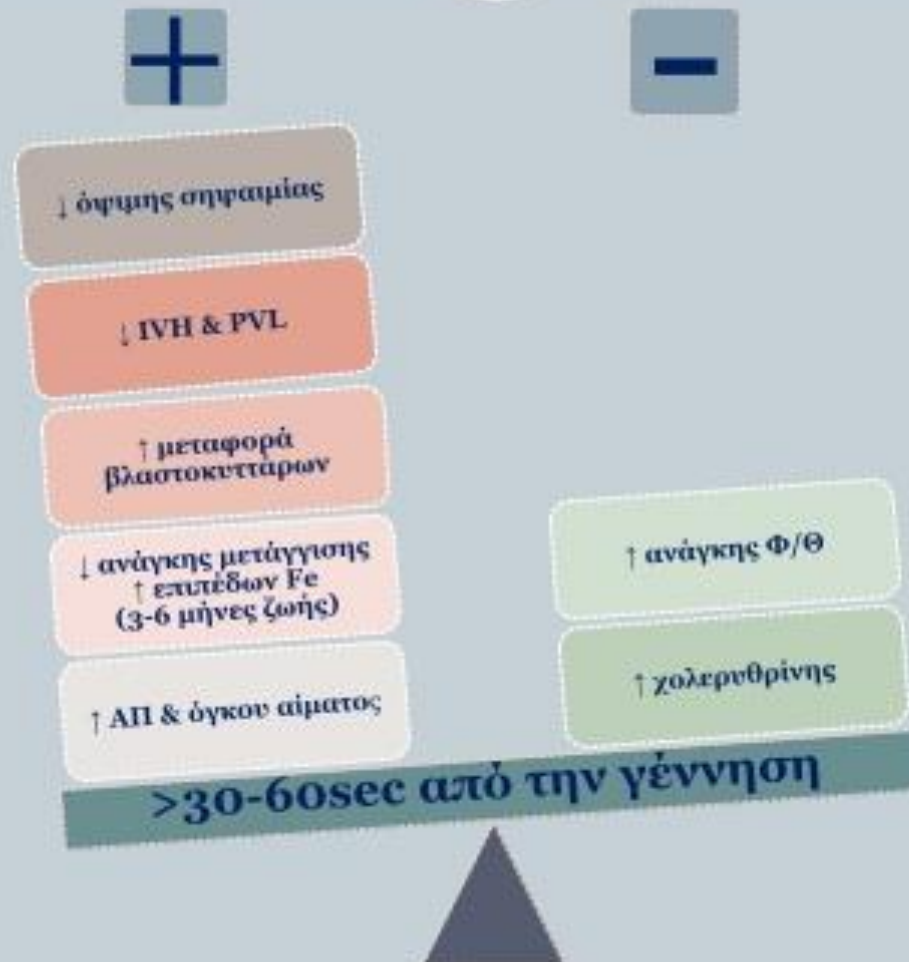 +
−
↓ όψιμης σηψαιμίας
↓ IVH & PVL
↑ μεταφορά
βλαστοκυττάρων
↓ ανάγκης μετάγγισης
↑ επιπέδων Fe
(3-6 μήνες ζωής)
↑ ΑΠ & όγκου αίματος
↑ ανάγκης Φ/Θ
↑ χολερυθρίνης
>30-60sec από την γέννηση